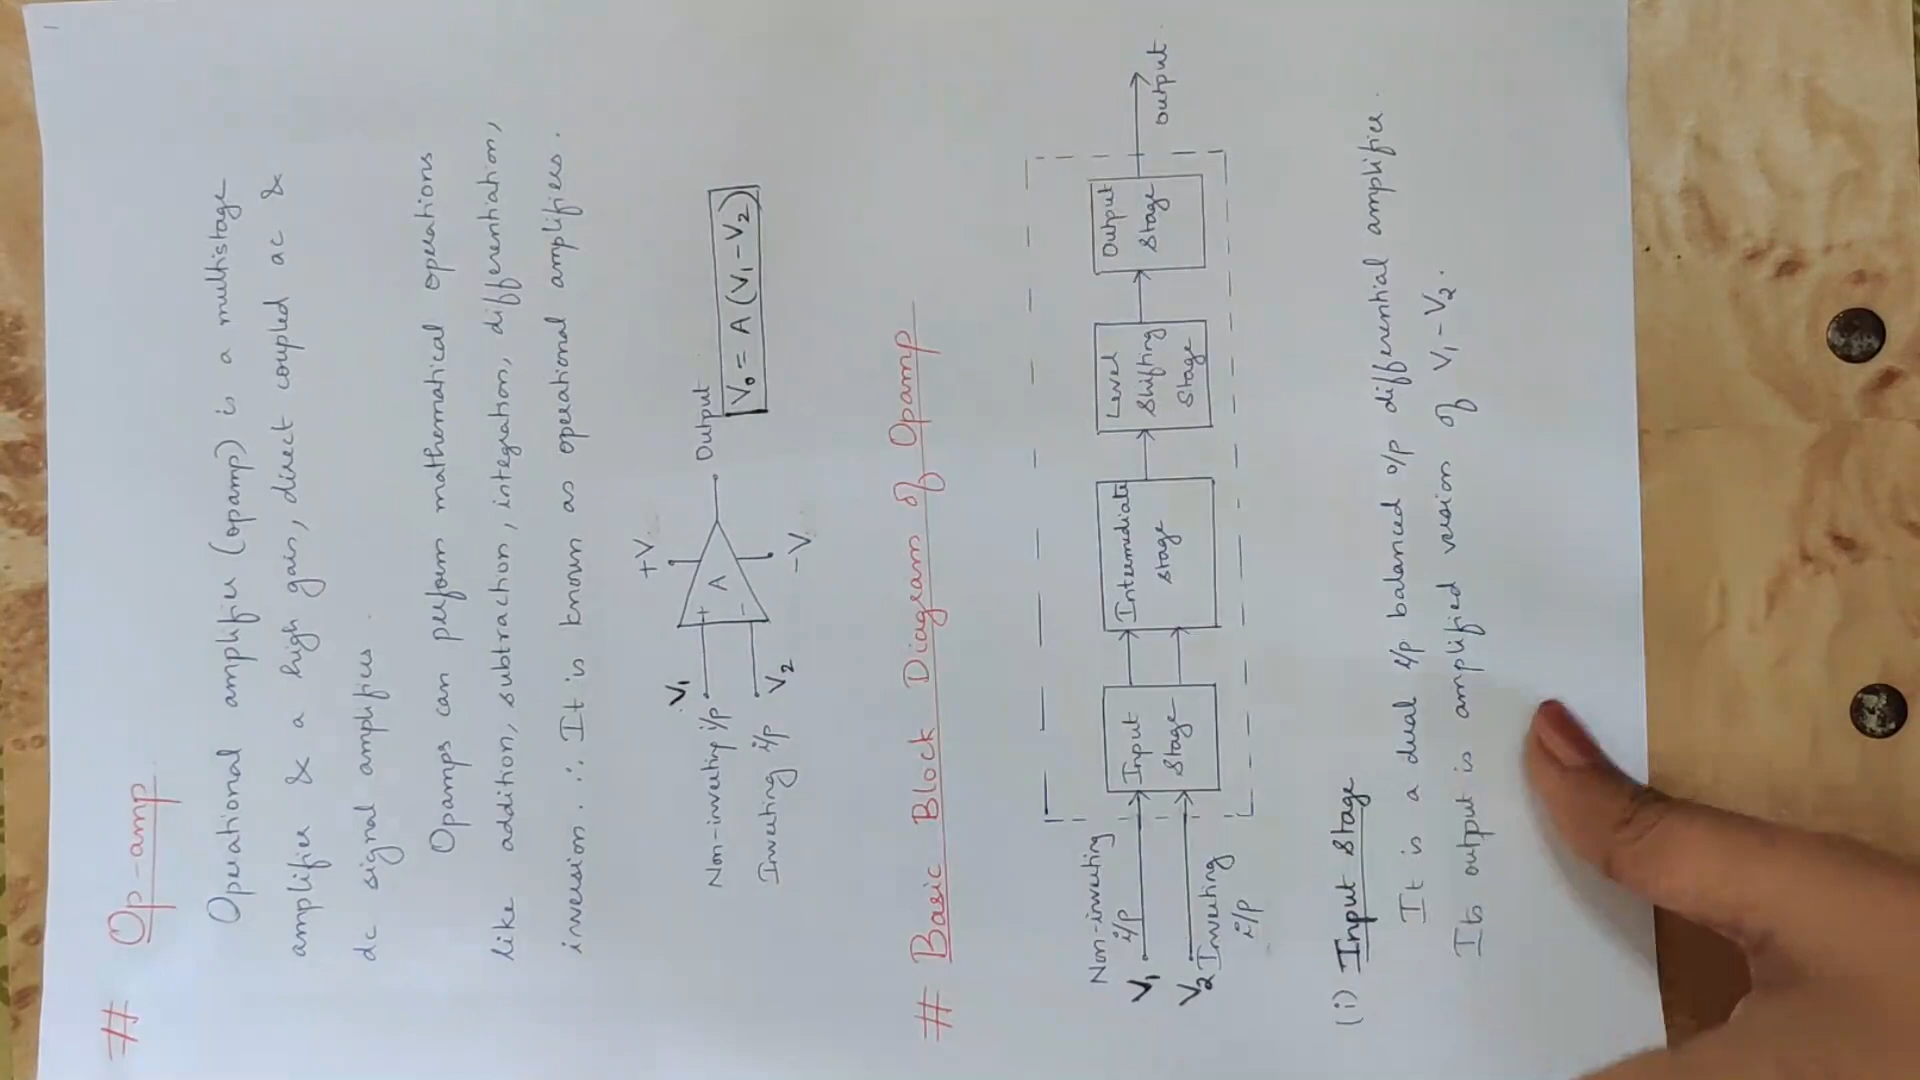 1
# Op-amp
Operational amplifier (opamp) is a multistage
amplifier & a high gain, direct coupled ac &
dc signal amplifier.
Opamps can perform mathematical operations
like addition, subtraction, integration, differentiation,
inversion. ∴ It is known as operational amplifiers.
+V
V1
Non-inverting i/p
+
A
Output
V0 = A (V1 - V2)
-
Inverting i/p
V2
-V
# Basic Block Diagram of Opamp
Non-inverting
i/p
V1
V2
Inverting
i/p
Input
Stage
Intermediate
Stage
Level
Shifting
Stage
Output
Stage
Output
(i) Input Stage
It is a dual i/p balanced o/p differential amplifier.
Its output is amplified version of V1 - V2.